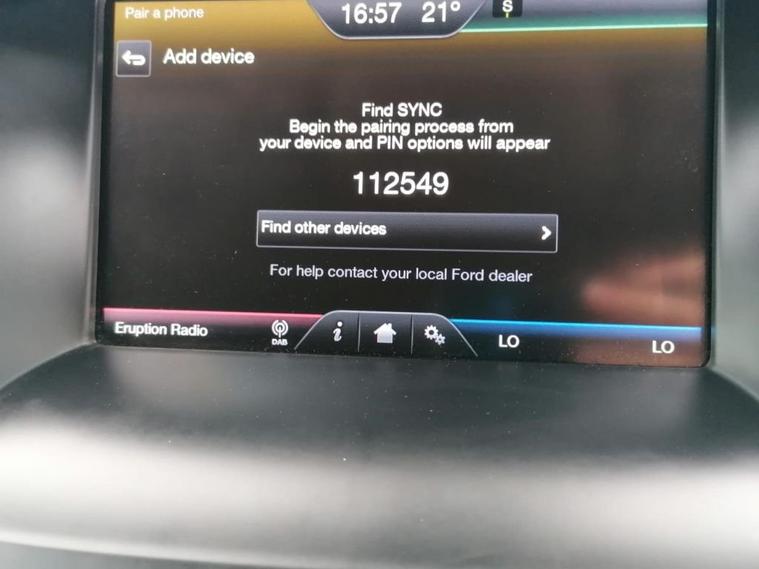 Pair a phone
16:57 21°
S
Add device
Find SYNC
Begin the pairing process from
your device and PIN options will appear
112549
Find other devices
For help contact your local Ford dealer
Eruption Radio
DAB
i
LO
LO